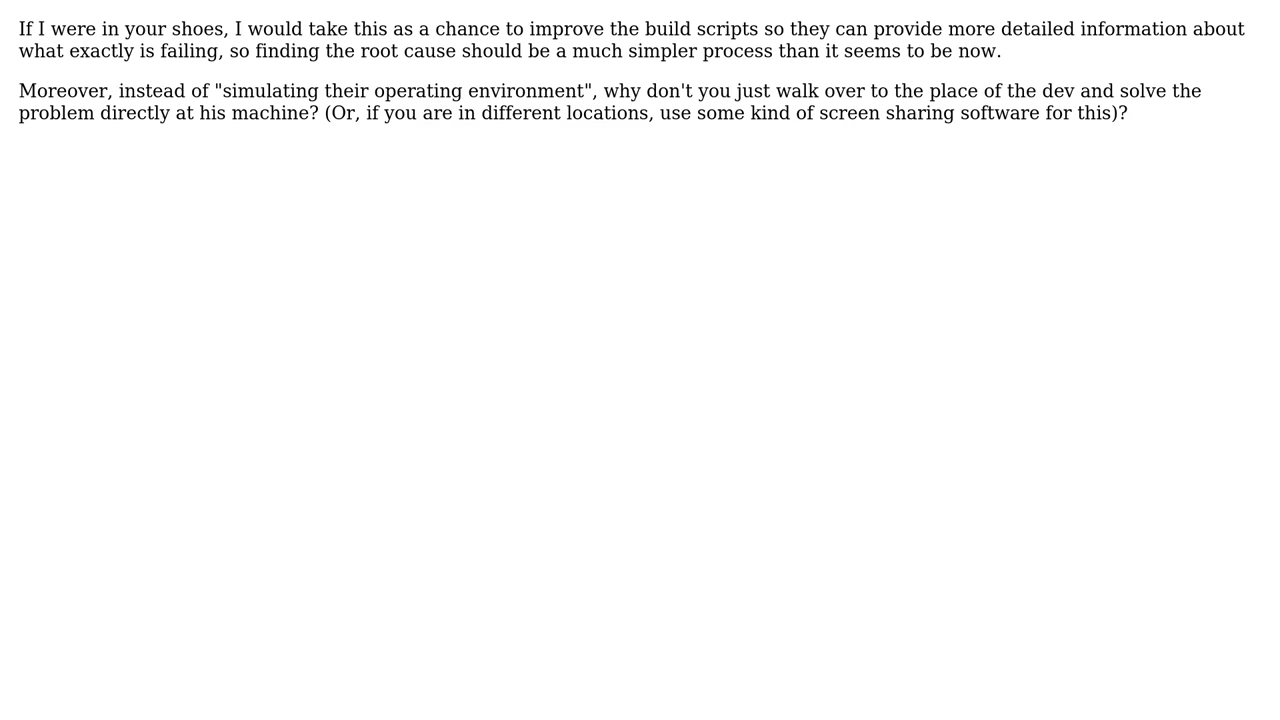 If I were in your shoes, I would take this as a chance to improve the build scripts so they can provide more detailed information about
what exactly is failing, so finding the root cause should be a much simpler process than it seems to be now.
Moreover, instead of "simulating their operating environment", why don't you just walk over to the place of the dev and solve the
problem directly at his machine? (Or, if you are in different locations, use some kind of screen sharing software for this)?